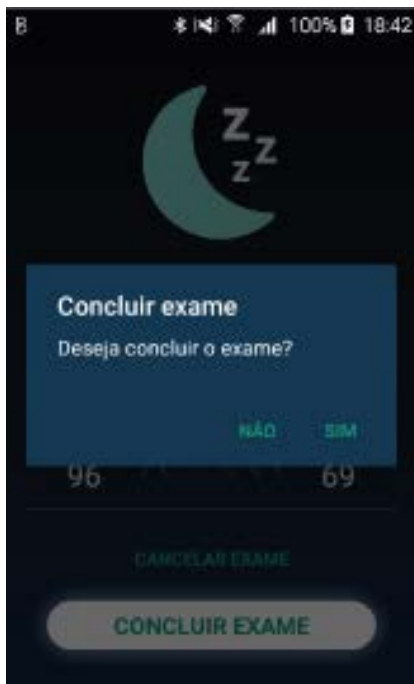 B 100% 18:42
z z z
Concluir exame
Deseja concluir o exame?
NÃO SIM
96 69
CANCELAR EXAME
CONCLUIR EXAME